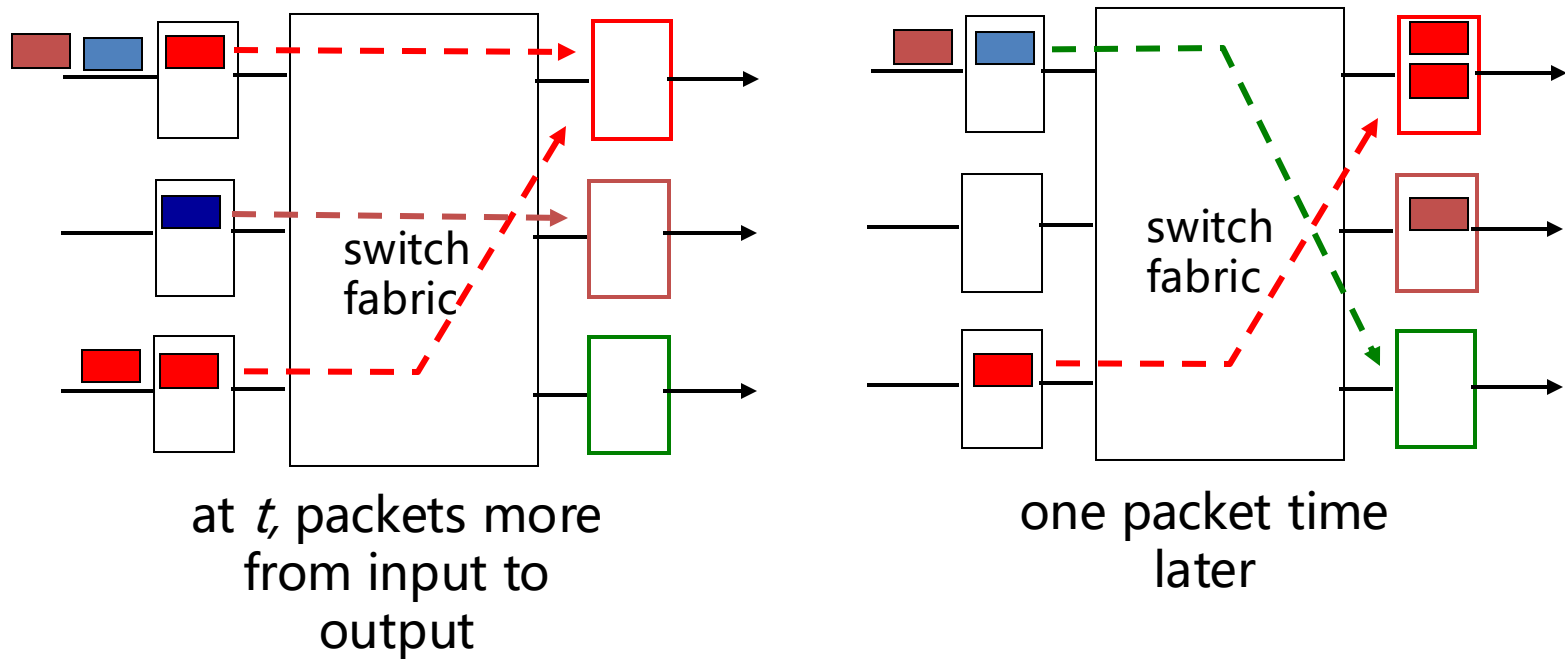 switch
fabric
at t, packets more
from input to
output
switch
fabric
one packet time
later